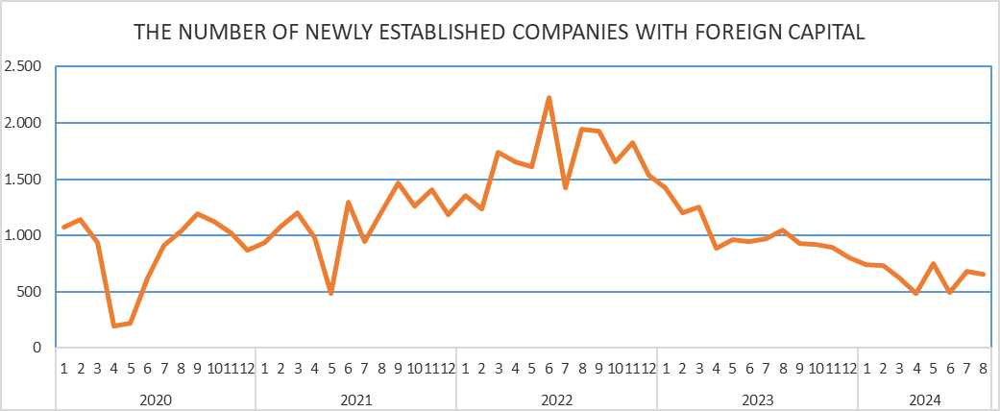 THE NUMBER OF NEWLY ESTABLISHED COMPANIES WITH FOREIGN CAPITAL
2.500
2.000
1.500
1.000
500
0
1 2 3 4 5 6 7 8 9 10 11 12 1 2 3 4 5 6 7 8 9 10 11 12 1 2 3 4 5 6 7 8 9 10 11 12 1 2 3 4 5 6 7 8 9 10 11 12 1 2 3 4 5 6 7 8
2020 2021 2022 2023 2024